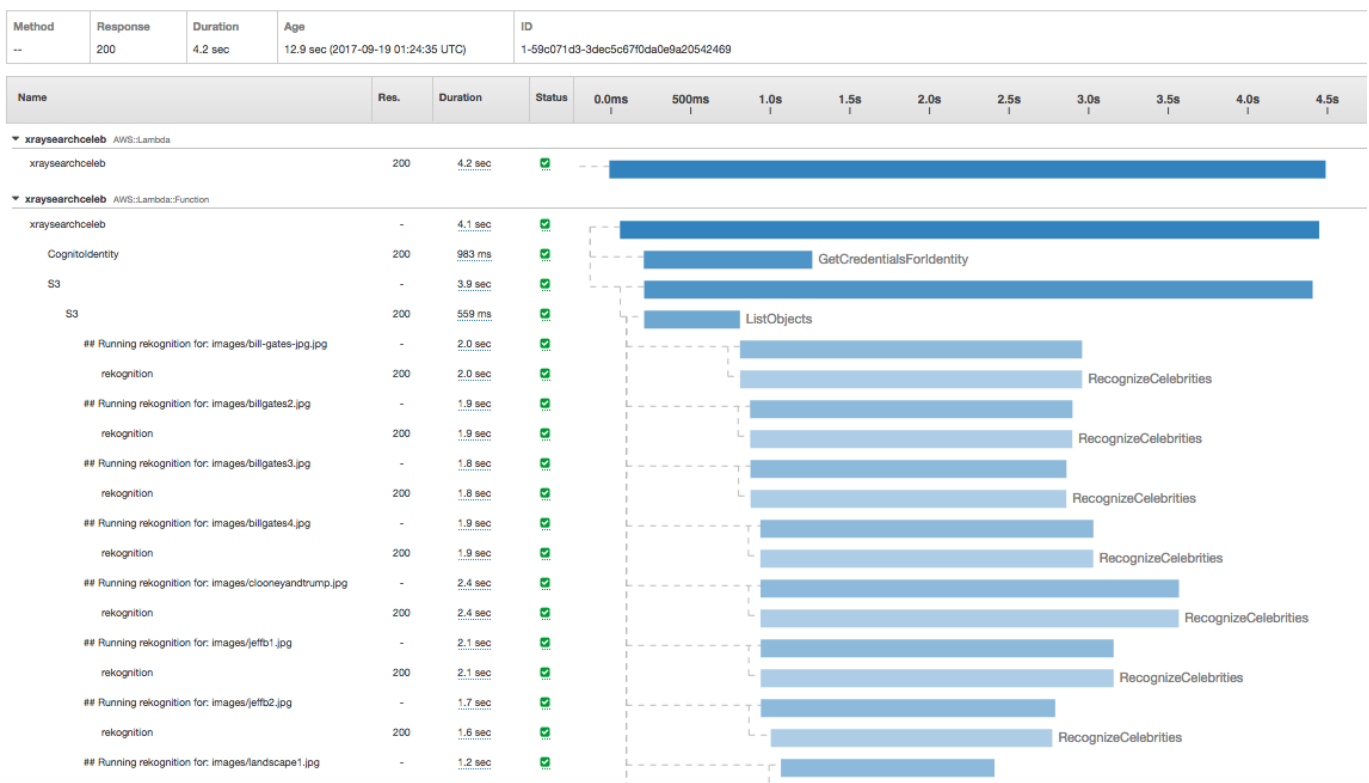 Method Response Duration Age ID
-- 200 4.2 sec 12.9 sec (2017-09-19 01:24:35 UTC) 1-59c071d3-3dec5c67f0da0e9a20542469
Name Res. Duration Status 0.0ms 500ms 1.0s 1.5s 2.0s 2.5s 3.0s 3.5s 4.0s 4.5s
xraysearchceleb AWS::Lambda
xraysearchceleb 200 4.2 sec
xraysearchceleb AWS::Lambda::Function
xraysearchceleb - 4.1 sec
CognitoIdentity 200 983 ms GetCredentialsForIdentity
S3 - 3.9 sec
S3 200 559 ms ListObjects
## Running rekognition for: images/bill-gates-jpg.jpg - 2.0 sec
rekognition 200 2.0 sec RecognizeCelebrities
## Running rekognition for: images/billgates2.jpg - 1.9 sec
rekognition 200 1.9 sec RecognizeCelebrities
## Running rekognition for: images/billgates3.jpg - 1.8 sec
rekognition 200 1.8 sec RecognizeCelebrities
## Running rekognition for: images/billgates4.jpg - 1.9 sec
rekognition 200 1.9 sec RecognizeCelebrities
## Running rekognition for: images/clooneyandtrump.jpg - 2.4 sec
rekognition 200 2.4 sec RecognizeCelebrities
## Running rekognition for: images/jeffb1.jpg - 2.1 sec
rekognition 200 2.1 sec RecognizeCelebrities
## Running rekognition for: images/jeffb2.jpg - 1.7 sec
rekognition 200 1.6 sec RecognizeCelebrities
## Running rekognition for: images/landscape1.jpg - 1.2 sec